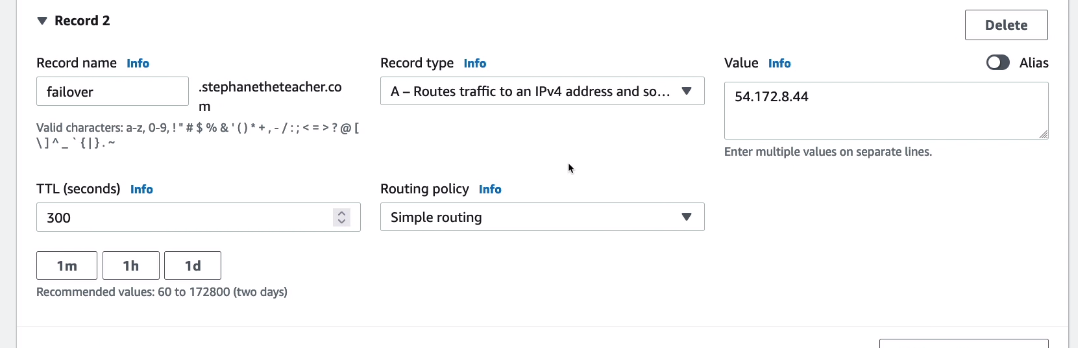 ▼ Record 2
Delete
Record name Info
failover
.stephanetheteacher.co
m
Valid characters: a-z, 0-9, ! " # $ % & ' ( ) * + , - / : ; < = > ? @ [
\ ] ^ _ ` { | } . ~
Record type Info
A – Routes traffic to an IPv4 address and so...
Value Info
Alias
54.172.8.44
Enter multiple values on separate lines.
TTL (seconds) Info
300
1m 1h 1d
Recommended values: 60 to 172800 (two days)
Routing policy Info
Simple routing